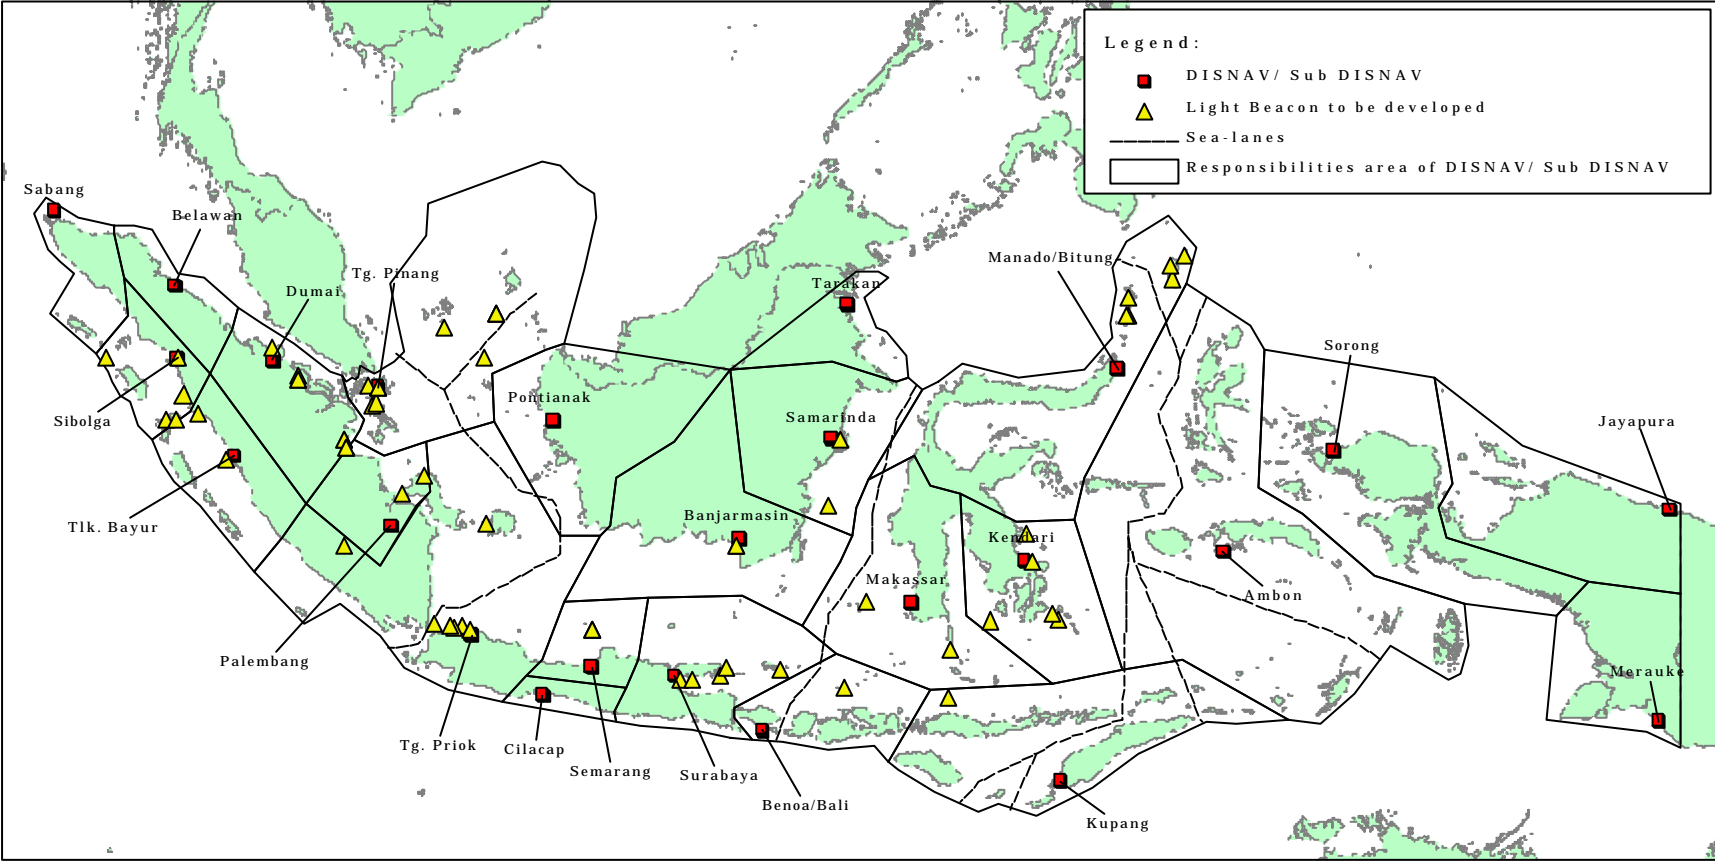 Legend:
DISNAV/ Sub DISNAV
Light Beacon to be developed
Sea-lanes
Responsibilities area of DISNAV/ Sub DISNAV
Sabang
Belawan
Tg. Pinang
Dumai
Manado/Bitung
Tarakan
Sorong
Pontianak
Samarinda
Jayapura
Sibolga
Tlk. Bayur
Banjarmasin
Kendari
Makassar
Ambon
Palembang
Merauke
Tg. Priok
Cilacap
Semarang
Surabaya
Benoa/Bali
Kupang